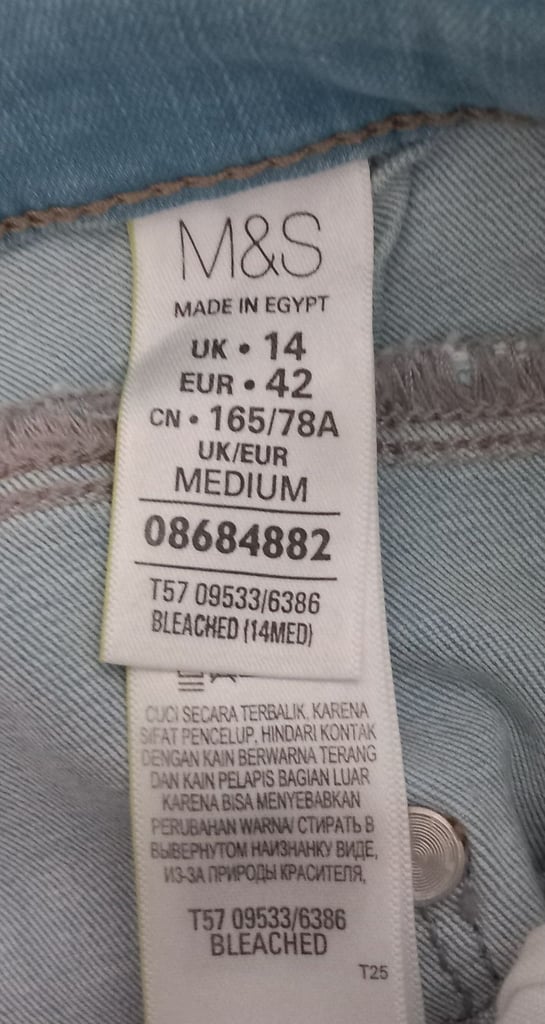 M&S
MADE IN EGYPT
UK • 14
EUR • 42
CN • 165/78A
UK/EUR
MEDIUM
08684882
T57 09533/6386
BLEACHED (14MED)
CUCI SECARA TERBALIK, KARENA
SIFAT PENCELUP, HINDARI KONTAK
DENGAN KAIN BERWARNA TERANG
DAN KAIN PELAPIS BAGIAN LUAR
KARENA BISA MENYEBABKAN
PERUBAHAN WARNA/ СТИРАТЬ В
ВЫВЕРНУТОМ НАИЗНАНКУ ВИДЕ,
ИЗ-ЗА ПРИРОДЫ КРАСИТЕЛЯ,
T57 09533/6386
BLEACHED
T25